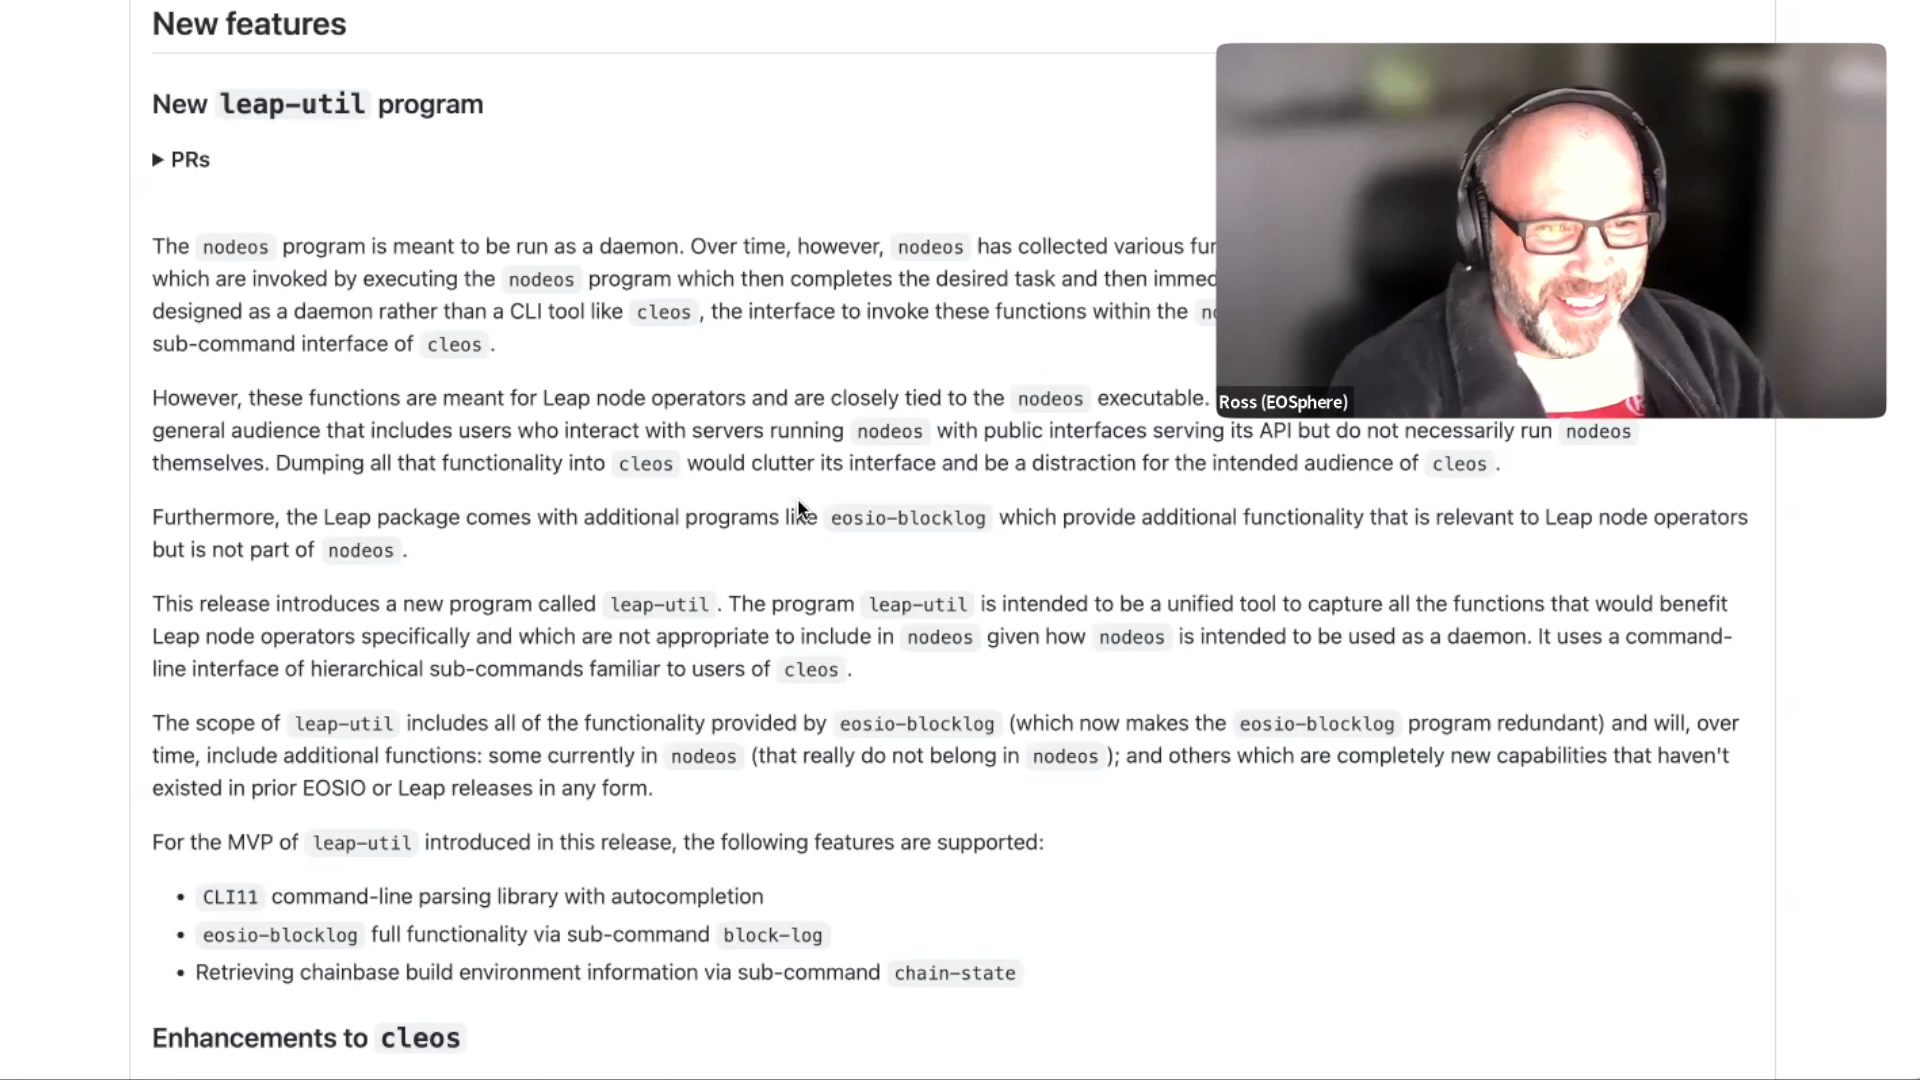 New features
New leap-util program
▶ PRs
The nodeos program is meant to be run as a daemon. Over time, however, nodeos has collected various
which are invoked by executing the nodeos program which then completes the desired task and then
designed as a daemon rather than a CLI tool like cleos , the interface to invoke these functions within the
sub-command interface of cleos .
However, these functions are meant for Leap node operators and are closely tied to the nodeos executable.
Ross (EOSphere)
general audience that includes users who interact with servers running nodeos with public interfaces serving its API but do not necessarily run nodeos
themselves. Dumping all that functionality into cleos would clutter its interface and be a distraction for the intended audience of cleos .
Furthermore, the Leap package comes with additional programs like eosio-blocklog which provide additional functionality that is relevant to Leap node operators
but is not part of nodeos .
This release introduces a new program called leap-util . The program leap-util is intended to be a unified tool to capture all the functions that would benefit
Leap node operators specifically and which are not appropriate to include in nodeos given how nodeos is intended to be used as a daemon. It uses a command-
line interface of hierarchical sub-commands familiar to users of cleos .
The scope of leap-util includes all of the functionality provided by eosio-blocklog (which now makes the eosio-blocklog program redundant) and will, over
time, include additional functions: some currently in nodeos (that really do not belong in nodeos ); and others which are completely new capabilities that haven't
existed in prior EOSIO or Leap releases in any form.
For the MVP of leap-util introduced in this release, the following features are supported:
• CLI11 command-line parsing library with autocompletion
• eosio-blocklog full functionality via sub-command block-log
• Retrieving chainbase build environment information via sub-command chain-state
Enhancements to cleos